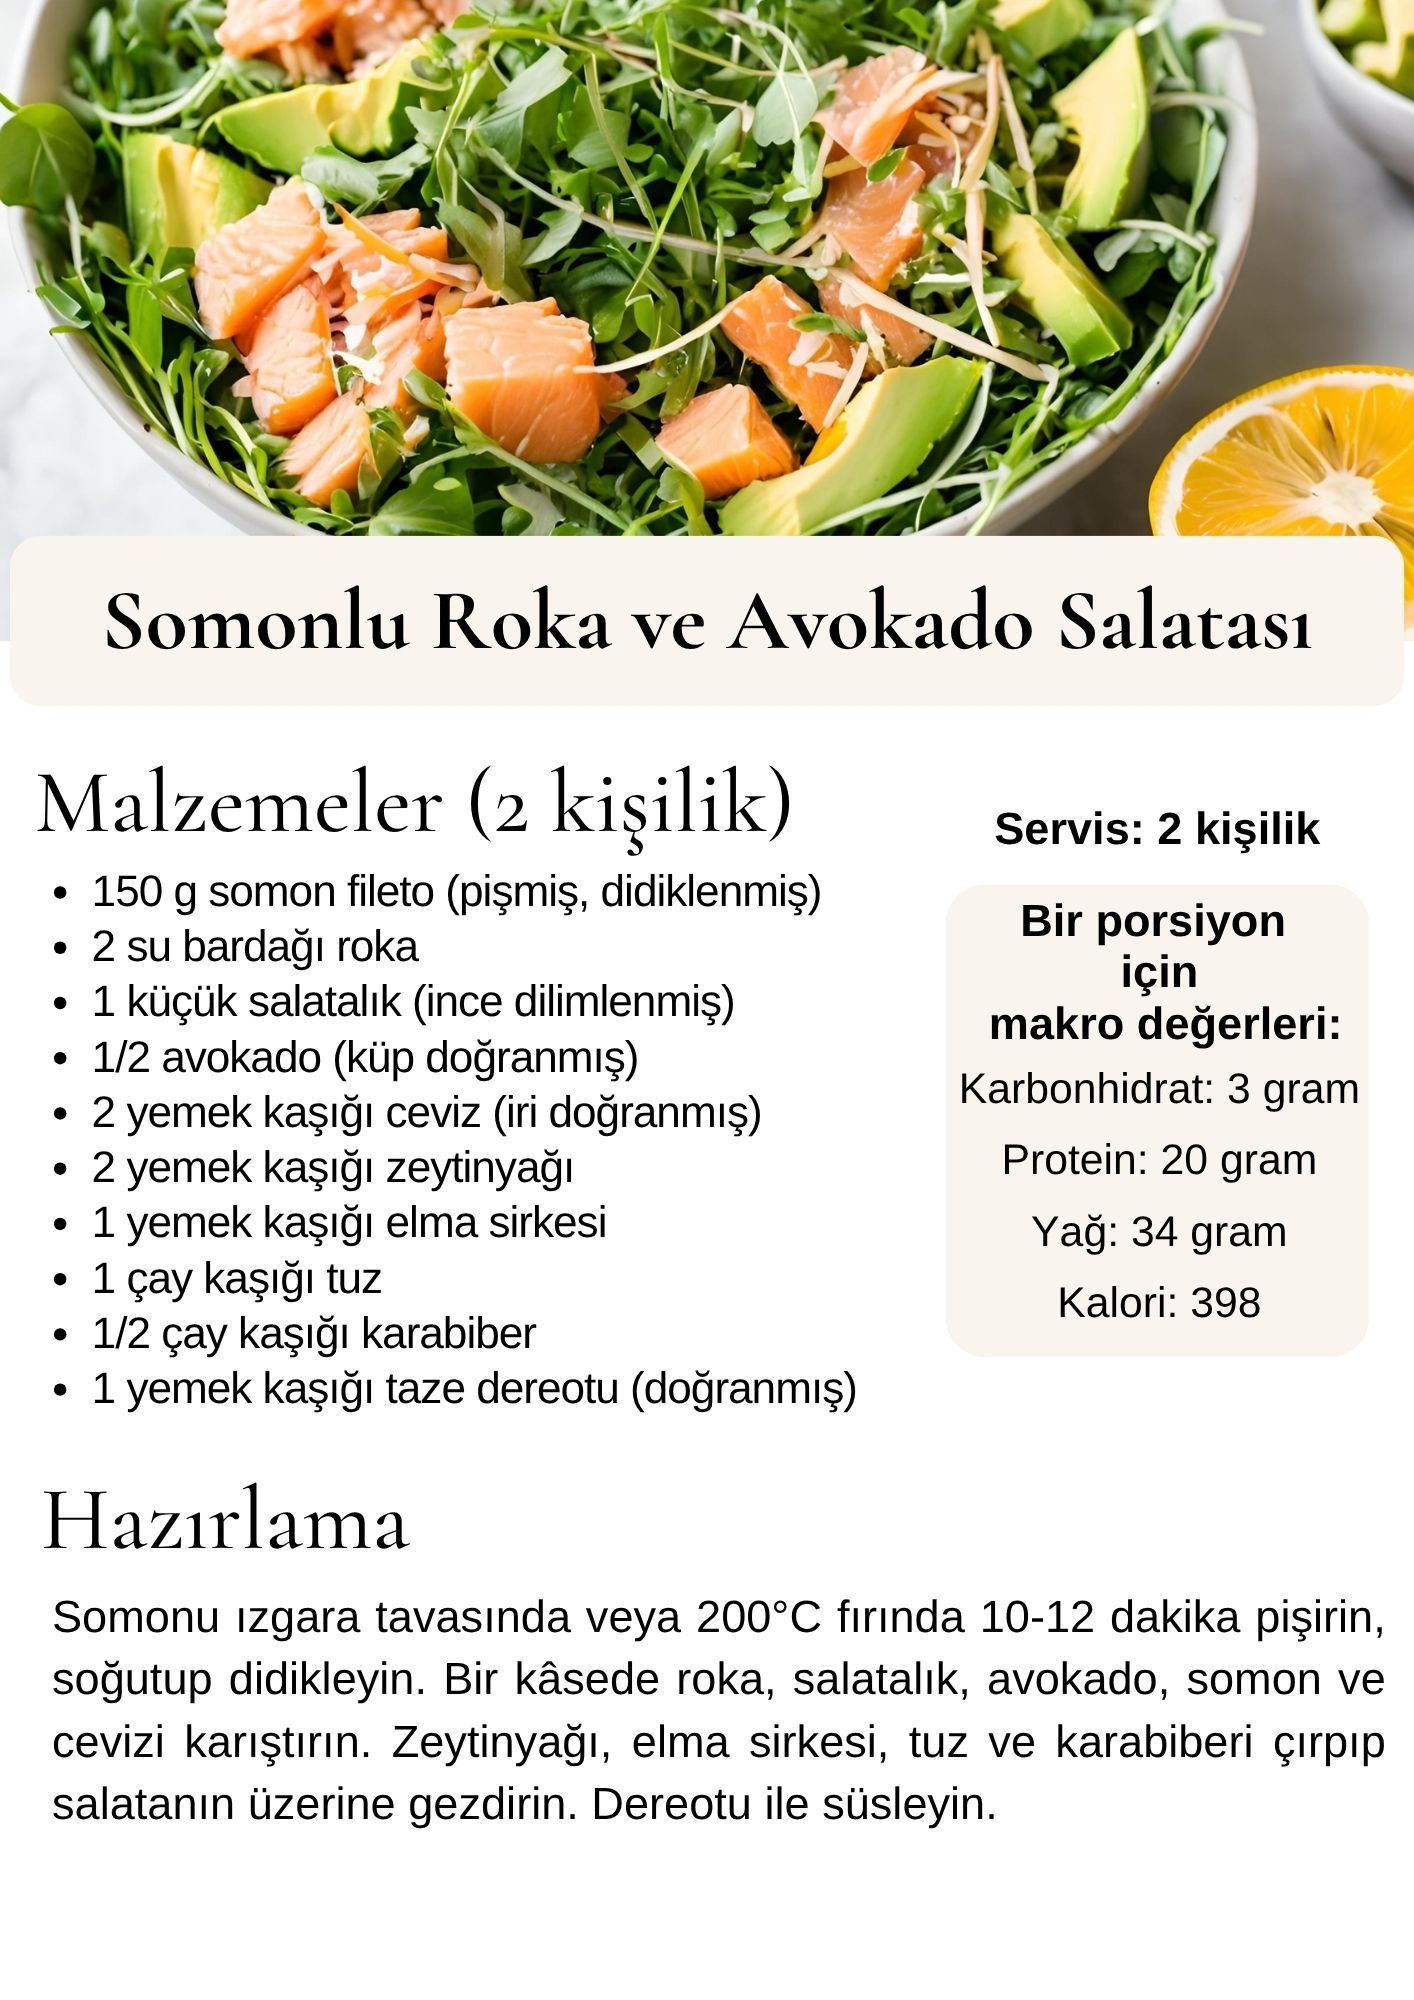 Somonlu Roka ve Avokado Salatası
Malzemeler (2 kişilik)
• 150 g somon fileto (pişmiş, didiklenmiş)
• 2 su bardağı roka
• 1 küçük salatalık (ince dilimlenmiş)
• 1/2 avokado (küp doğranmış)
• 2 yemek kaşığı ceviz (iri doğranmış)
• 2 yemek kaşığı zeytinyağı
• 1 yemek kaşığı elma sirkesi
• 1 çay kaşığı tuz
• 1/2 çay kaşığı karabiber
• 1 yemek kaşığı taze dereotu (doğranmış)
Servis: 2 kişilik
Bir porsiyon
için
makro değerleri:
Karbonhidrat: 3 gram
Protein: 20 gram
Yağ: 34 gram
Kalori: 398
Hazırlama
Somonu ızgara tavasında veya 200°C fırında 10-12 dakika pişirin,
soğutup didikleyin. Bir kâsede roka, salatalık, avokado, somon ve
cevizi karıştırın. Zeytinyağı, elma sirkesi, tuz ve karabiberi çırpıp
salatanın üzerine gezdirin. Dereotu ile süsleyin.